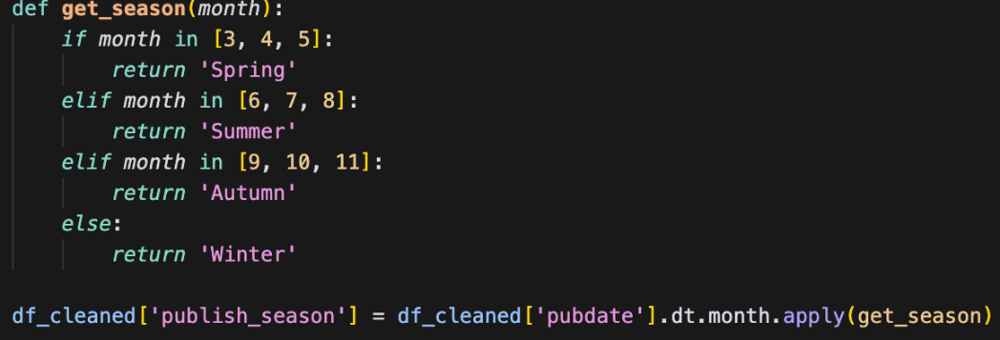 def get_season(month):
    if month in [3, 4, 5]:
        return 'Spring'
    elif month in [6, 7, 8]:
        return 'Summer'
    elif month in [9, 10, 11]:
        return 'Autumn'
    else:
        return 'Winter'
df_cleaned['publish_season'] = df_cleaned['pubdate'].dt.month.apply(get_season)